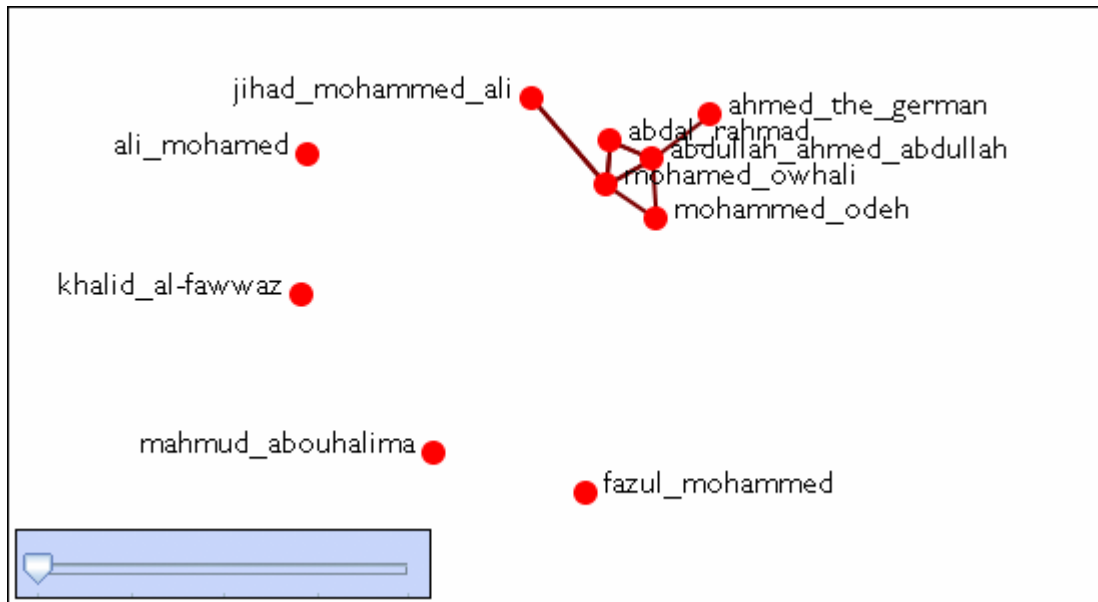 jihad_mohammed_ali
ahmed_the_german
abdal_rahmad
ali_mohamed
abdullah_ahmed_abdullah
mohamed_owhali
mohammed_odeh
khalid_al-fawwaz
mahmud_abouhalima
fazul_mohammed